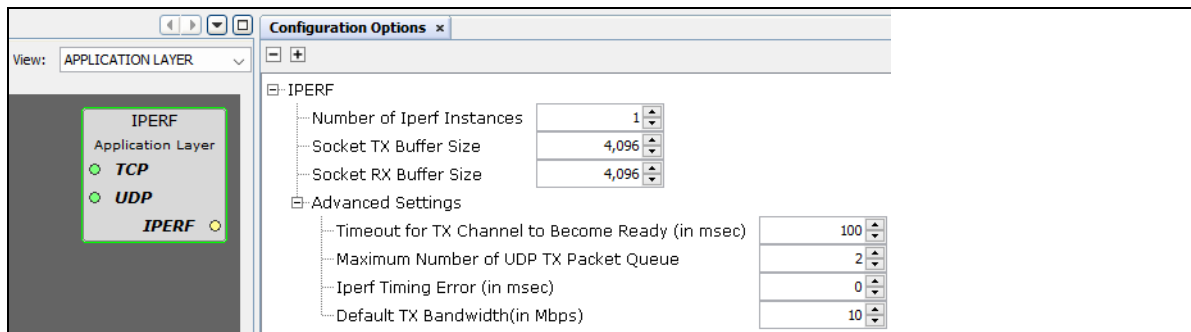 Configuration Options ×
View: APPLICATION LAYER
IPERF
Application Layer
TCP
UDP
IPERF
IPERF
Number of Iperf Instances 1
Socket TX Buffer Size 4,096
Socket RX Buffer Size 4,096
Advanced Settings
Timeout for TX Channel to Become Ready (in msec) 100
Maximum Number of UDP TX Packet Queue 2
Iperf Timing Error (in msec) 0
Default TX Bandwidth(in Mbps) 10